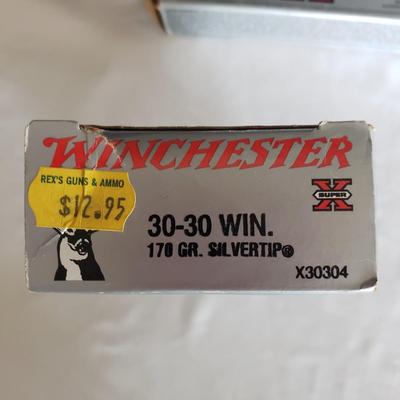 WINCHESTER
REX'S GUNS & AMMO
$12.95
SUPER
X
30-30 WIN.
170 GR. SILVERTIP®
X30304